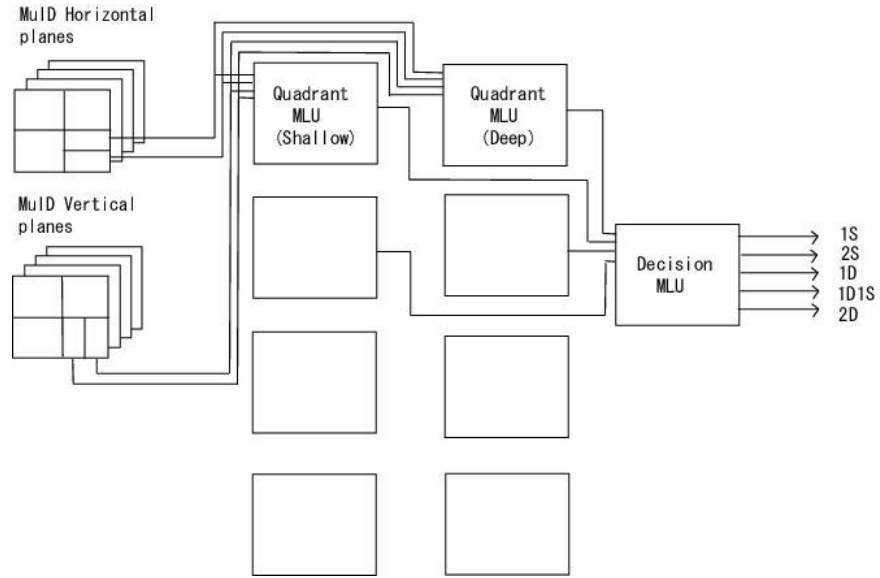 MuID Horizontal
planes
Quadrant
MLU
(Shallow)
Quadrant
MLU
(Deep)
MuID Vertical
planes
Decision
MLU
1S
2S
1D
1D1S
2D